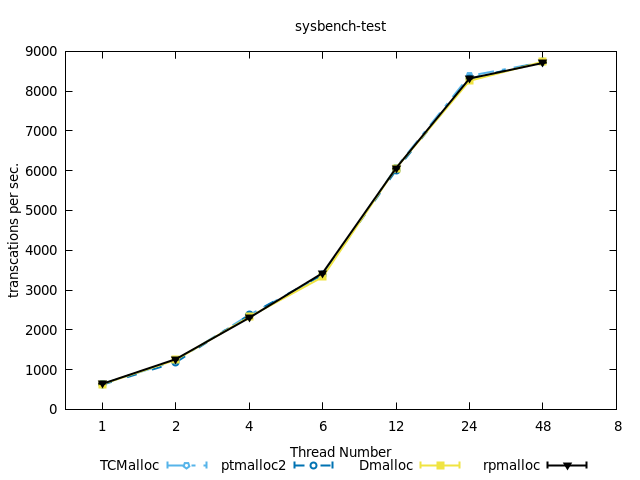 sysbench-test
9000
8000
7000
6000
5000
4000
3000
2000
1000
0
transcations per sec.
1 2 4 6 12 24 48 8
Thread Number
TCMalloc ptmalloc2 Dmalloc rpmalloc